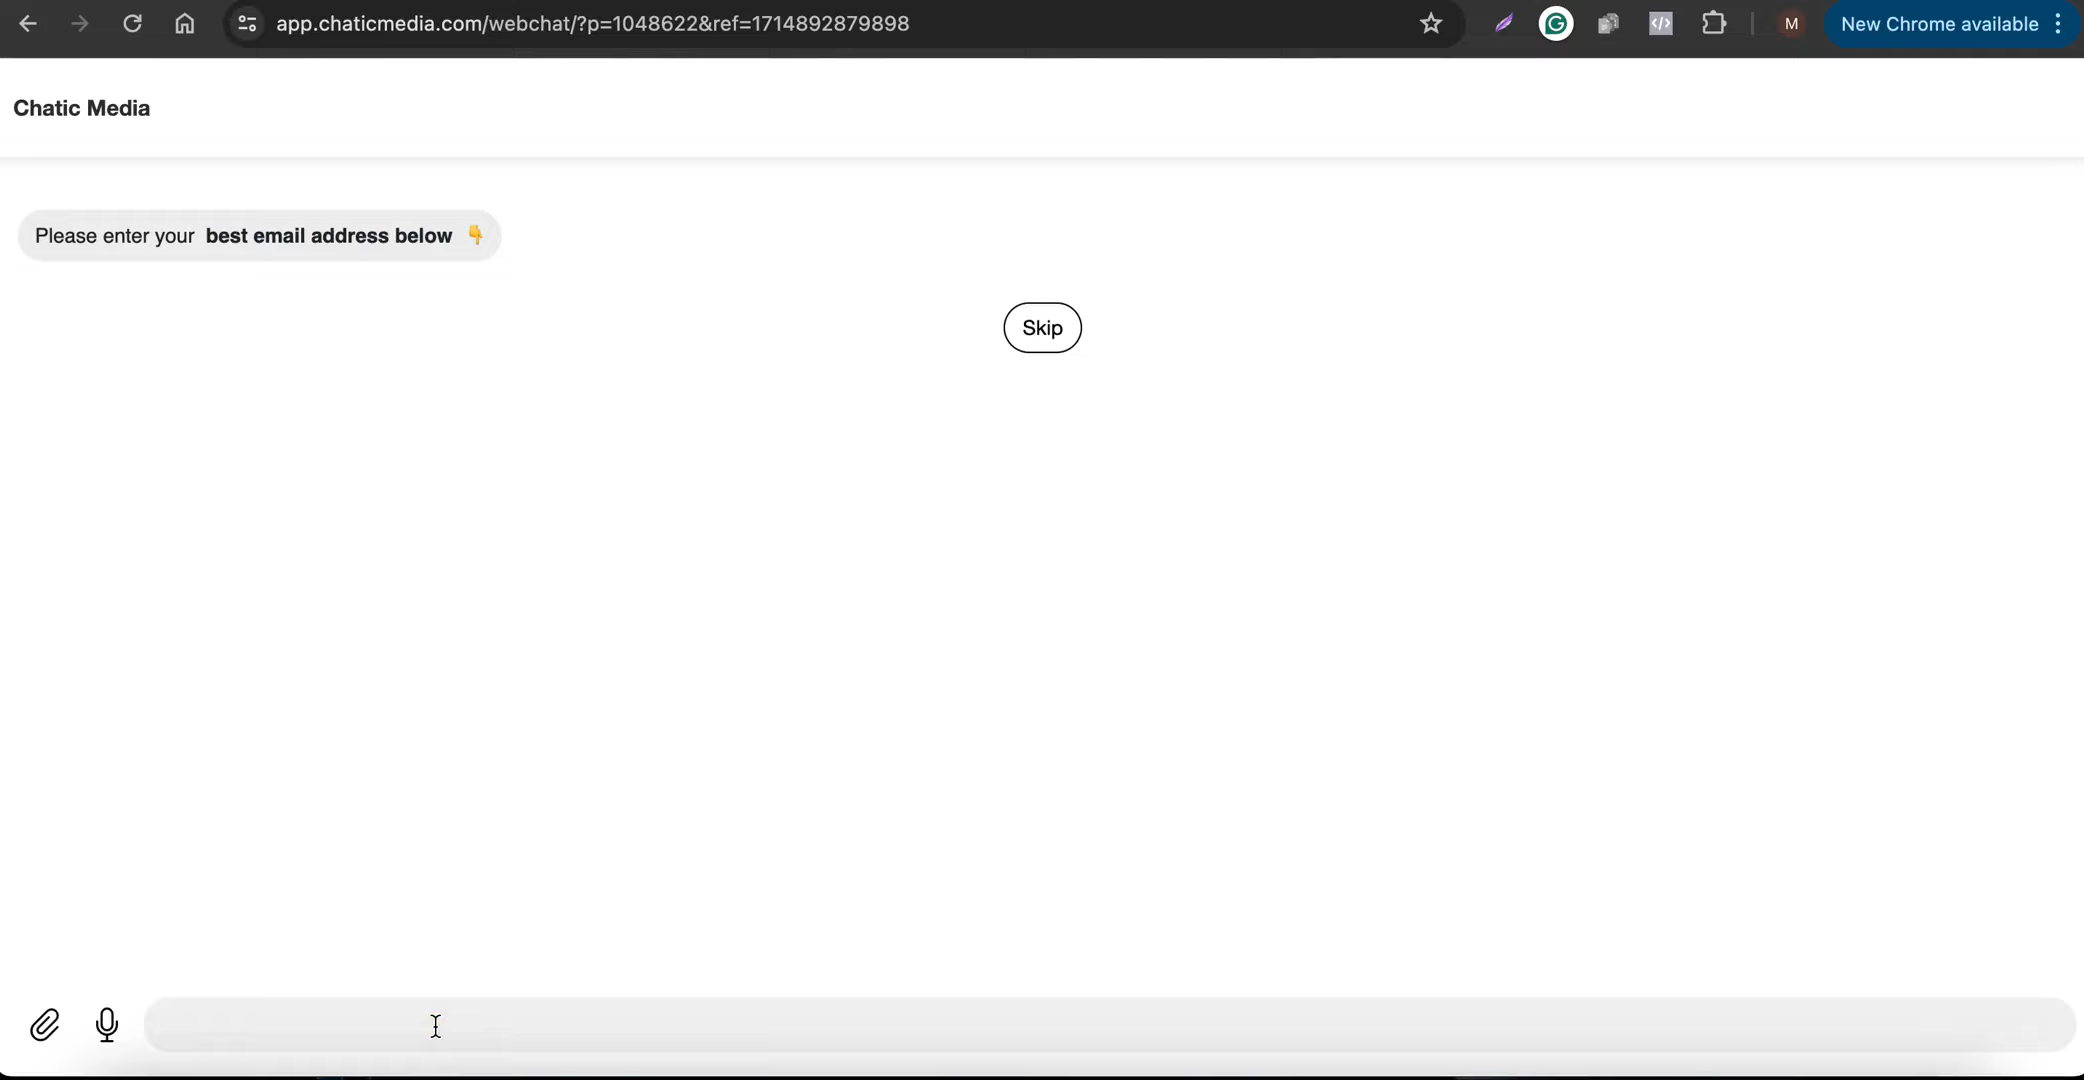 app.chaticmedia.com/webchat/?p=1048622&ref=1714892879898
M
New Chrome available
Chatic Media
Please enter your best email address below 👇
Skip